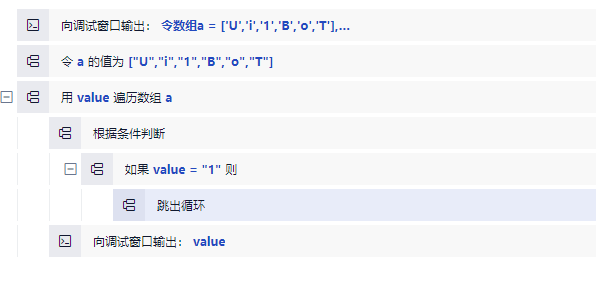 向调试窗口输出： 令数组a = ['U','i','1','B','o','T'],...
令 a 的值为 ["U","i","1","B","o","T"]
用 value 遍历数组 a
根据条件判断
如果 value = "1" 则
跳出循环
向调试窗口输出： value